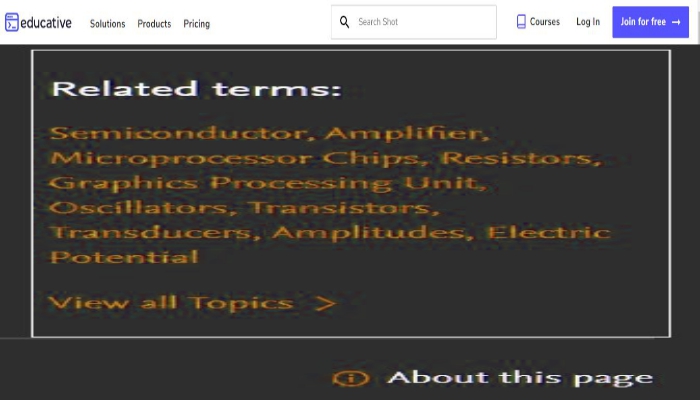 educative Solutions Products Pricing Search Shot Courses Log In Join for free →
Related terms:
Semiconductor, Amplifier,
Microprocessor Chips, Resistors,
Graphics Processing Unit,
Oscillators, Transistors,
Transducers, Amplitudes, Electric
Potential
View all Topics >
About this page